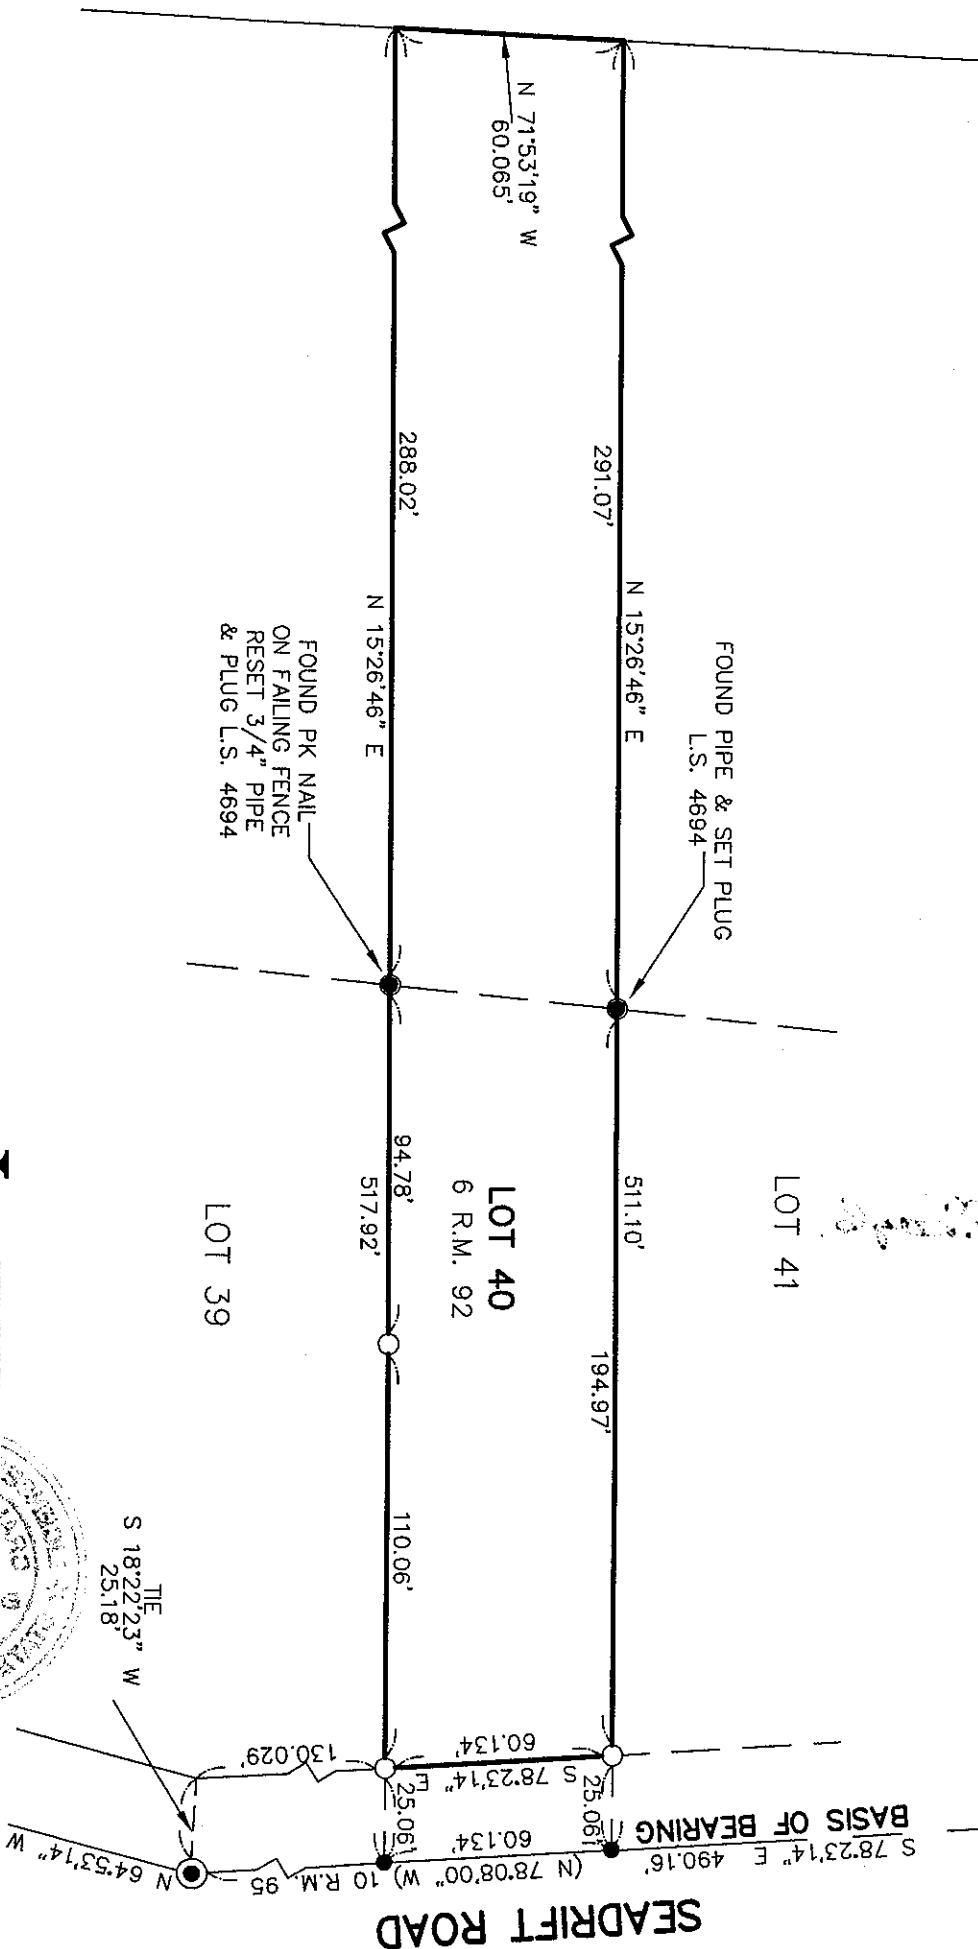 N 71°53'19" W
60.065'
291.07'
N 15°26'46" E
288.02'
N 15°26'46" E
FOUND PIPE & SET PLUG
L.S. 4694
FOUND PK NAIL
ON FAILING FENCE
RESET 3/4" PIPE
& PLUG L.S. 4694
LOT 41
511.10'
194.97'
LOT 40
6 R.M. 92
94.78'
517.92'
LOT 39
110.06'
TIE
S 18°22'23" W
25.18'
130.029'
60.134'
S 78°23'14" E
25.061
25.061
60.134'
(N 78°08'00" W) 10 R.M. 95
BASIS OF BEARING
S 78°23'14" E 490.16'
N 64°53'14" W
SEADRIFT ROAD